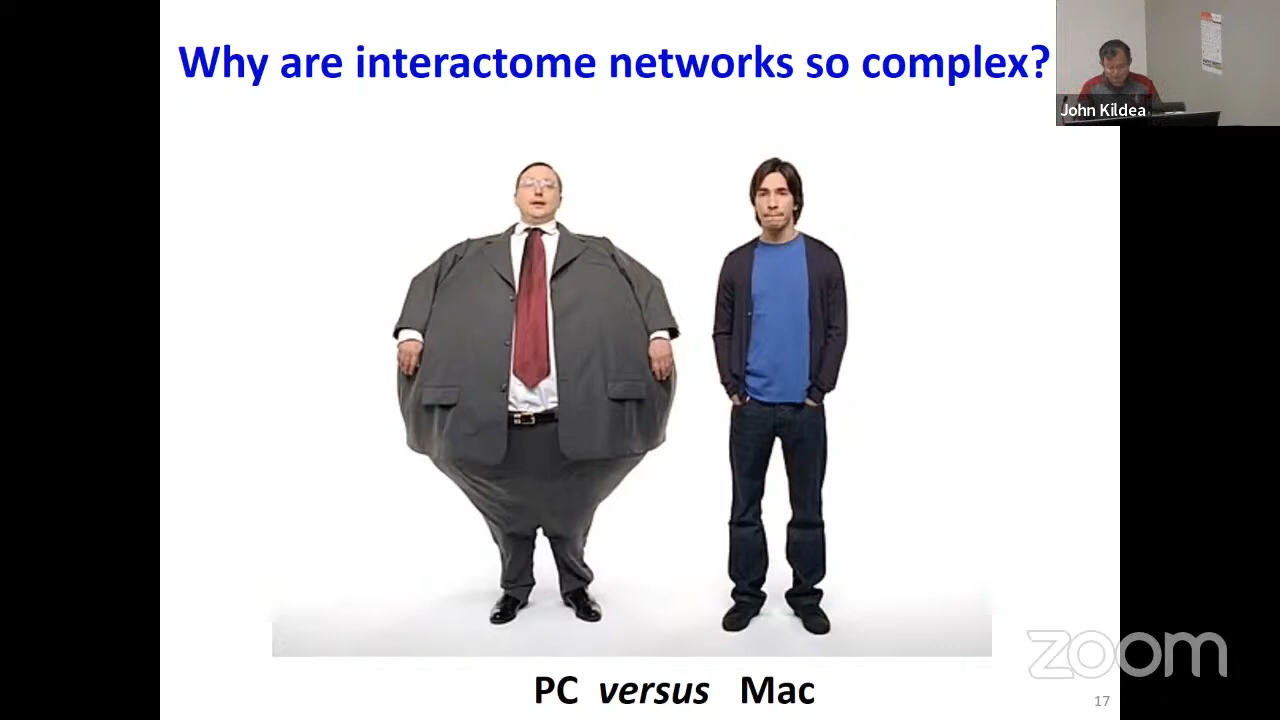 Why are interactome networks so complex?
John Kildea
PC versus Mac
zoom
17